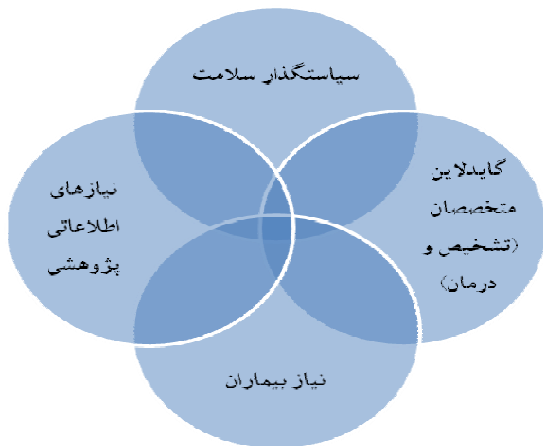 سیاستگذار سلامت
گایدلاین
متخصصان
(تشخیص و
درمان)
نیازهای
اطلاعاتی
پژوهشی
نیاز بیماران